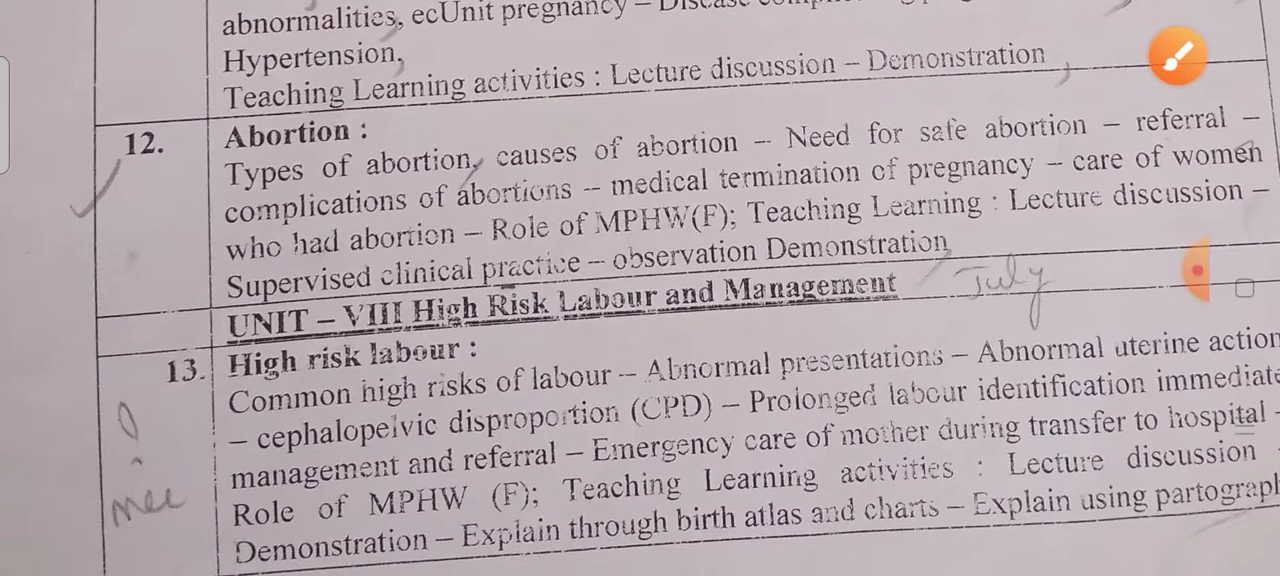 abnormalities, ecUnit pregnancy –
Hypertension,
Teaching Learning activities : Lecture discussion – Demonstration
12. Abortion :
Types of abortion, causes of abortion – Need for safe abortion – referral –
complications of abortions – medical termination of pregnancy – care of women
who had abortion – Role of MPHW(F); Teaching Learning : Lecture discussion –
Supervised clinical practice – observation Demonstration
UNIT – VIII High Risk Labour and Management July
13. High risk labour :
Common high risks of labour – Abnormal presentations – Abnormal uterine action
– cephalopelvic disproportion (CPD) – Prolonged labour identification immediate
management and referral – Emergency care of mother during transfer to hospital -
Role of MPHW (F); Teaching Learning activities : Lecture discussion
Demonstration – Explain through birth atlas and charts – Explain using partograph